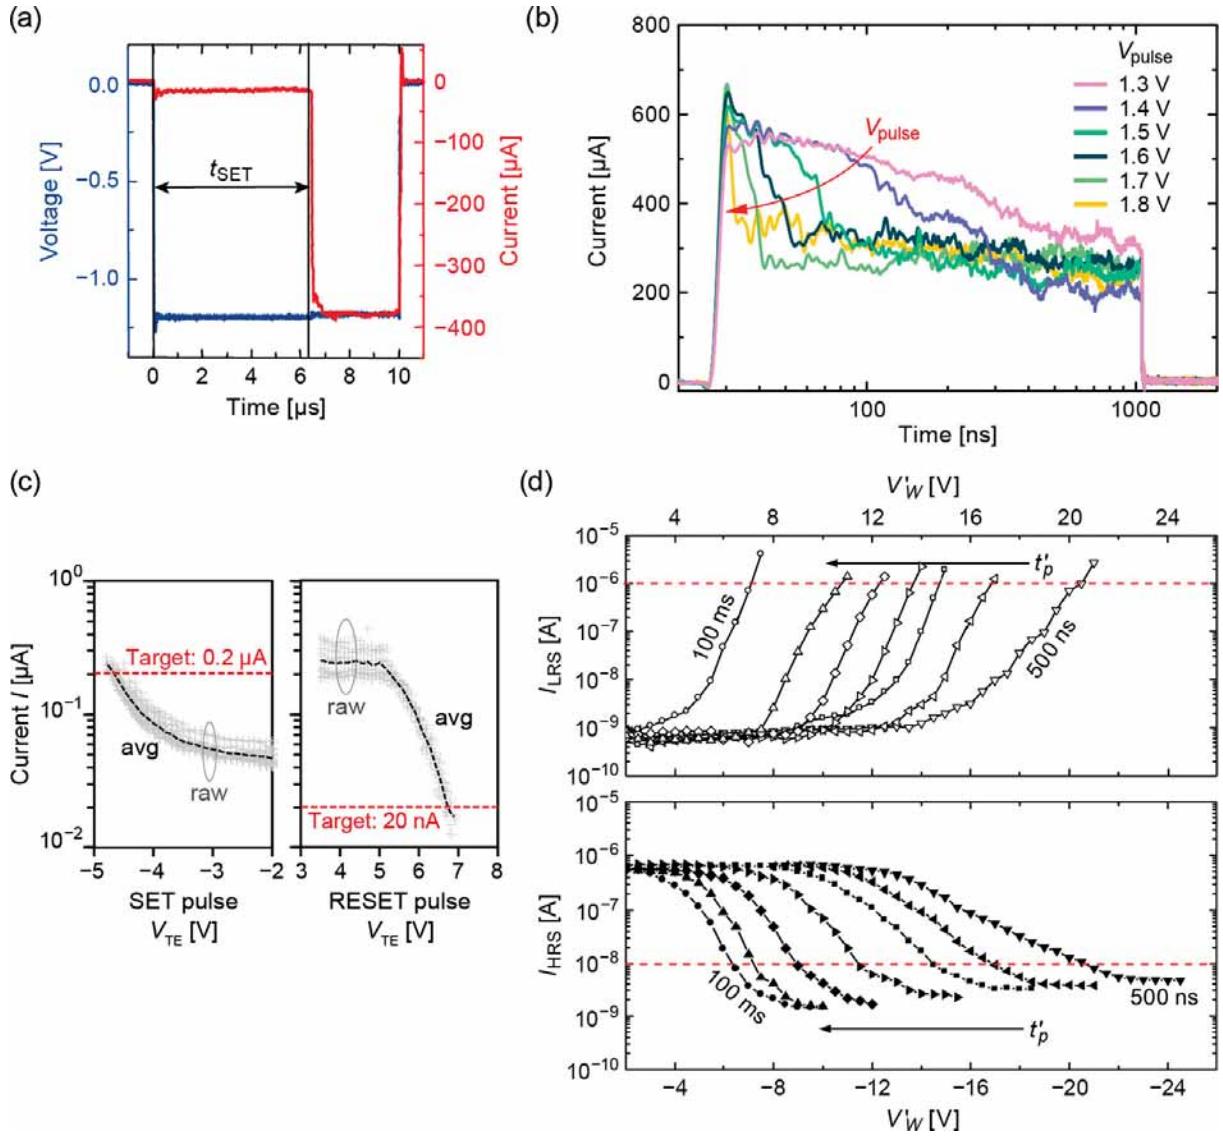 (a)
0.0
−0.5
−1.0
Voltage [V]
tSET
0
−100
−200
−300
−400
Current [µA]
0 2 4 6 8 10
Time [µs]
(b)
800
600
400
200
0
Current [µA]
Vpulse
Vpulse
1.3 V
1.4 V
1.5 V
1.6 V
1.7 V
1.8 V
100 1000
Time [ns]
(c)
10⁰
10⁻¹
10⁻²
Current I [µA]
Target: 0.2 µA
avg
raw
−5 −4 −3 −2
SET pulse
VTE [V]
raw
avg
Target: 20 nA
3 4 5 6 7 8
RESET pulse
VTE [V]
(d)
V'W [V]
4 8 12 16 20 24
10⁻⁵
10⁻⁶
10⁻⁷
10⁻⁸
10⁻⁹
10⁻¹⁰
ILRS [A]
t'p
100 ms
500 ns
10⁻⁵
10⁻⁶
10⁻⁷
10⁻⁸
10⁻⁹
10⁻¹⁰
IHRS [A]
100 ms
500 ns
t'p
−4 −8 −12 −16 −20 −24
V'W [V]